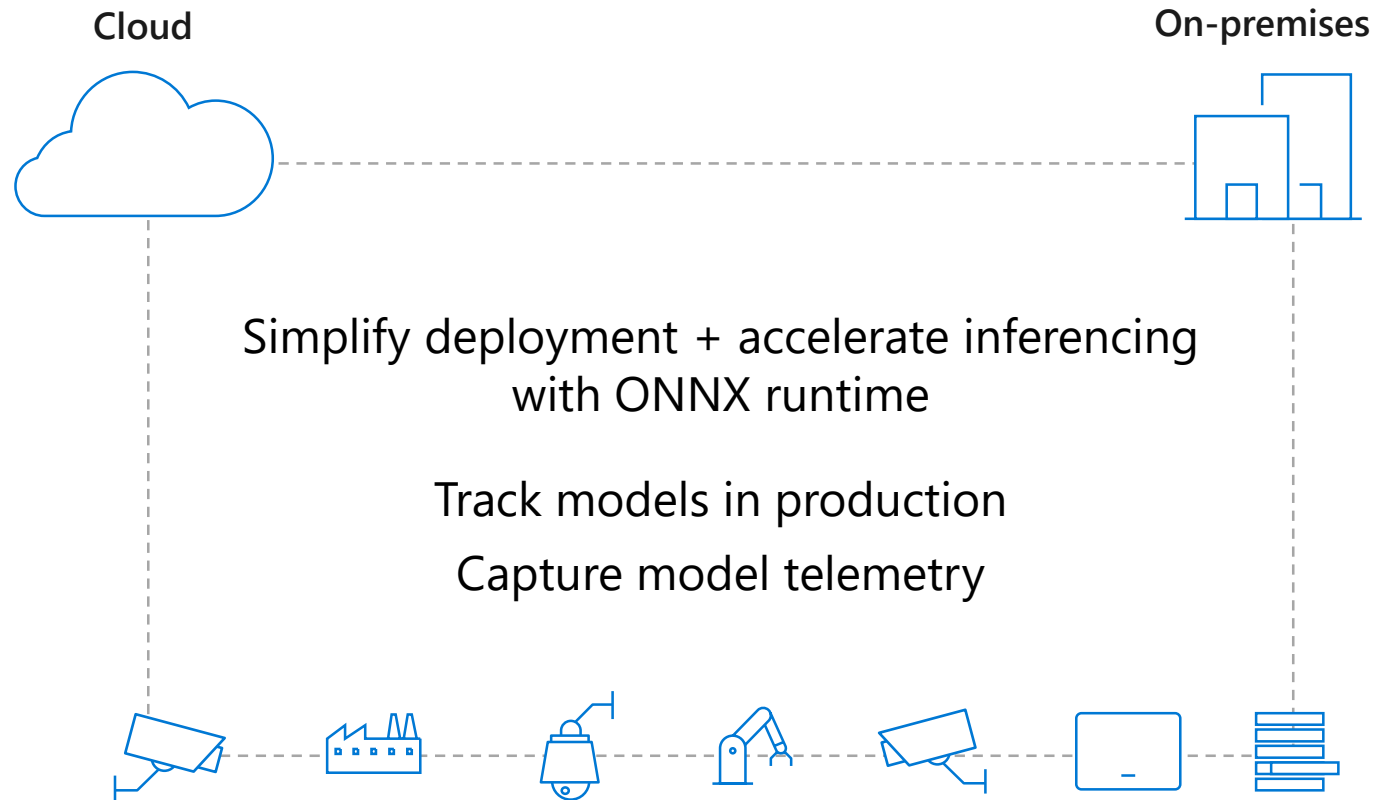 Cloud
On-premises
Simplify deployment + accelerate inferencing
with ONNX runtime
Track models in production
Capture model telemetry